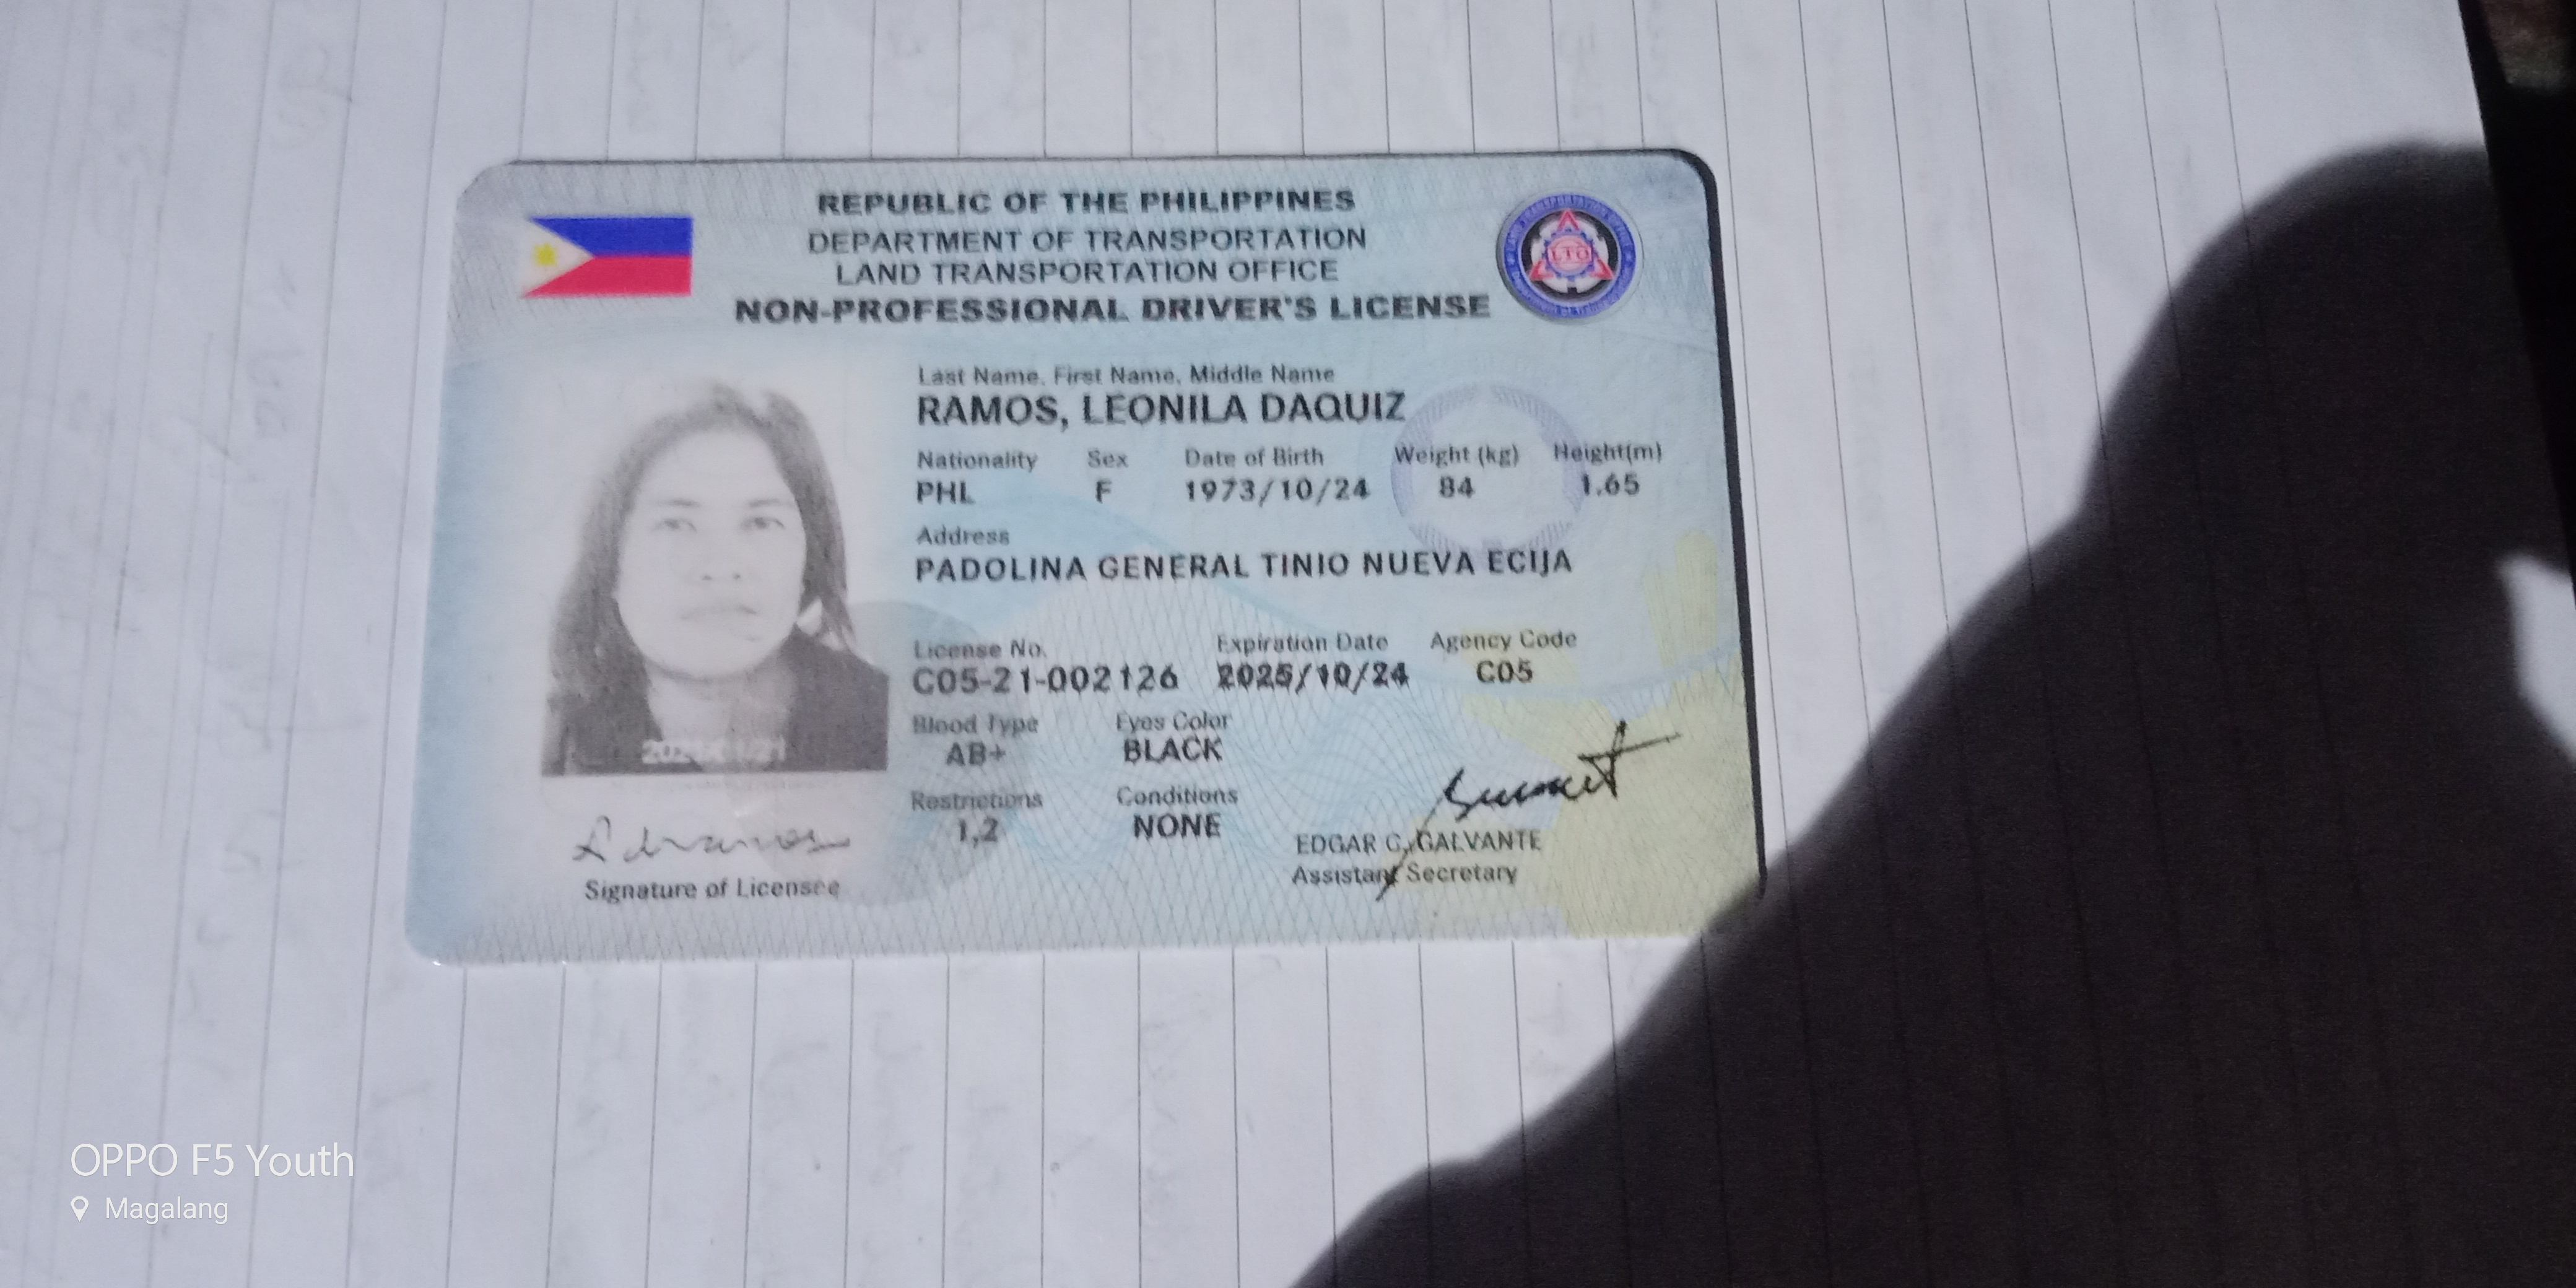 REPUBLIC OF THE PHILIPPINES
DEPARTMENT OF TRANSPORTATION
LAND TRANSPORTATION OFFICE
NON-PROFESSIONAL DRIVER'S LICENSE
LTO
Last Name, First Name, Middle Name
RAMOS, LEONILA DAQUIZ
Nationality Sex Date of Birth Weight (kg) Height(m)
PHL F 1973/10/24 84 1.65
Address
PADOLINA GENERAL TINIO NUEVA ECIJA
License No. Expiration Date Agency Code
C05-21-002126 2025/10/24 C05
Blood Type Eyes Color
AB+ BLACK
Restrictions Conditions
1,2 NONE
EDGAR C. GALVANTE
Assistant Secretary
Signature of Licensee
OPPO F5 Youth
Magalang